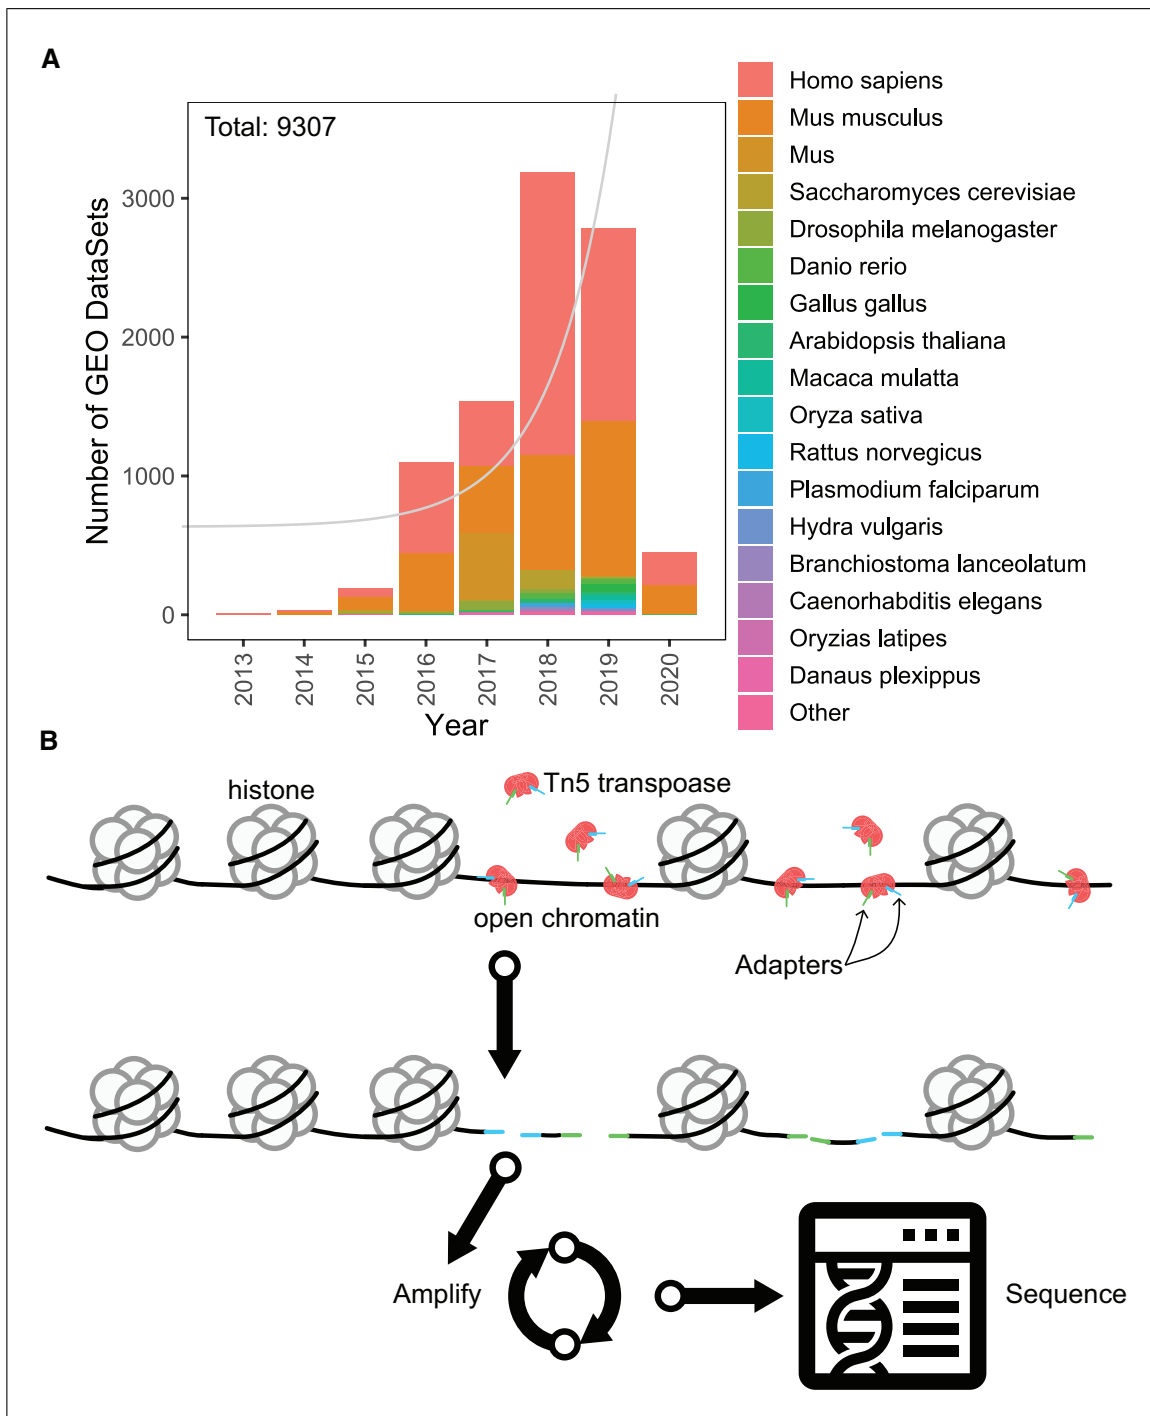 A
Total: 9307
Number of GEO DataSets
3000
2000
1000
0
2013
2014
2015
2016
2017
2018
2019
2020
Year
Homo sapiens
Mus musculus
Mus
Saccharomyces cerevisiae
Drosophila melanogaster
Danio rerio
Gallus gallus
Arabidopsis thaliana
Macaca mulatta
Oryza sativa
Rattus norvegicus
Plasmodium falciparum
Hydra vulgaris
Branchiostoma lanceolatum
Caenorhabditis elegans
Oryzias latipes
Danaus plexippus
Other
B
histone
Tn5 transpoase
open chromatin
Adapters
Amplify
Sequence